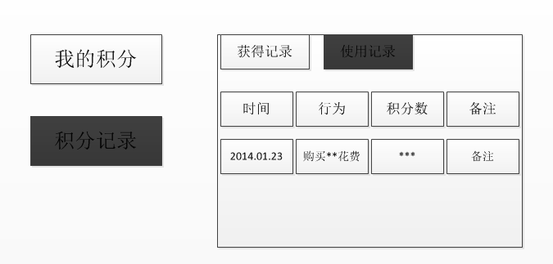 我的积分
积分记录
获得记录 使用记录
时间 行为 积分数 备注
2014.01.23 购买**花费 *** 备注